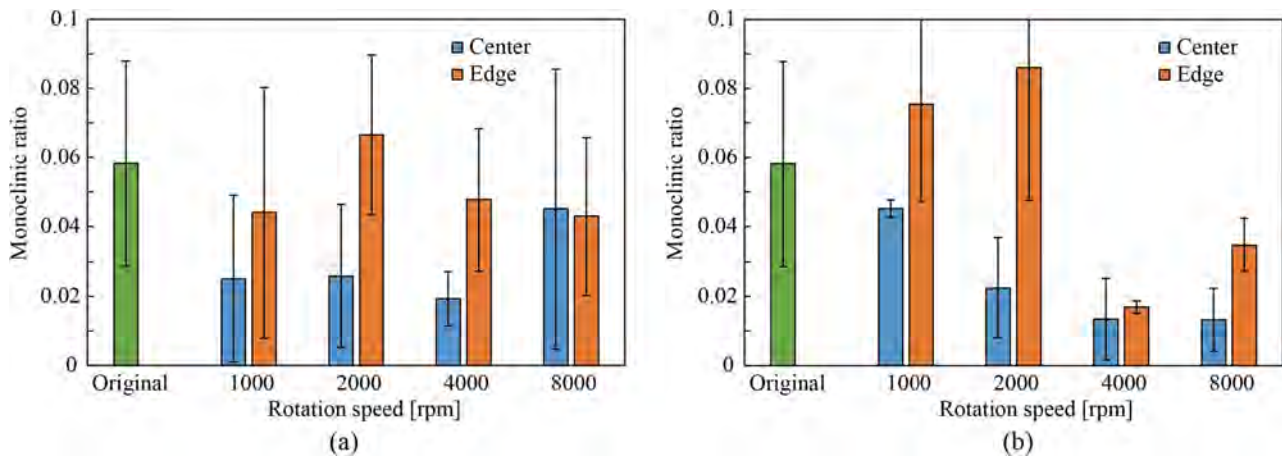 0.1
0.08
0.06
0.04
0.02
0
Monoclinic ratio
Center
Edge
Original 1000 2000 4000 8000
Rotation speed [rpm]
(a)
0.1
0.08
0.06
0.04
0.02
0
Monoclinic ratio
Center
Edge
Original 1000 2000 4000 8000
Rotation speed [rpm]
(b)